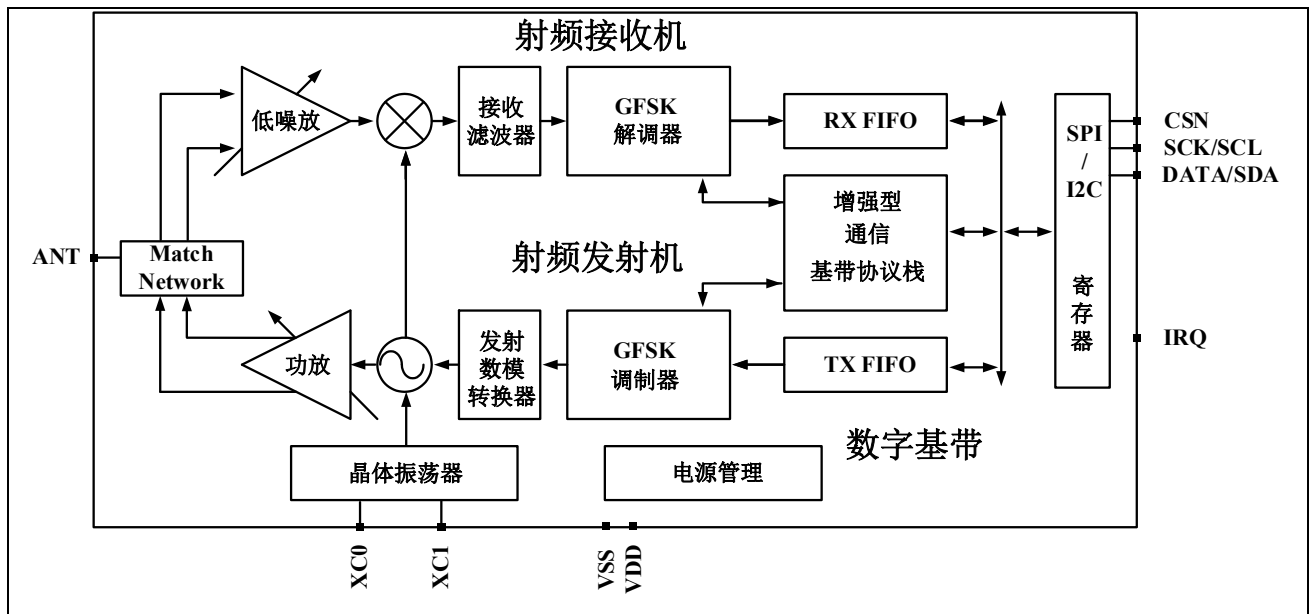 射频接收机
低噪放
接收
滤波器
GFSK
解调器
RX FIFO
SPI
/
I2C
寄
存
器
CSN
SCK/SCL
DATA/SDA
增强型
通信
基带协议栈
ANT
Match
Network
射频发射机
功放
发射
数模
转换器
GFSK
调制器
TX FIFO
IRQ
数字基带
晶体振荡器
电源管理
XC0
XC1
VSS
VDD